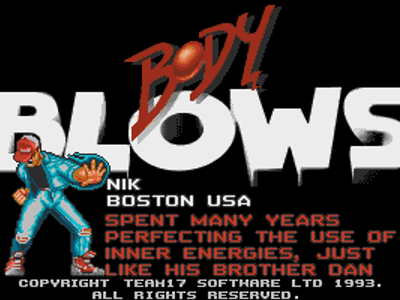 BODY
BLOWS
NIK
BOSTON USA
SPENT MANY YEARS
PERFECTING THE USE OF
INNER ENERGIES, JUST
LIKE HIS BROTHER DAN
COPYRIGHT TEAM17 SOFTWARE LTD 1993.
ALL RIGHTS RESERVED.